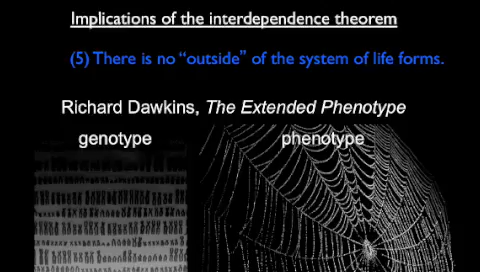 Implications of the interdependence theorem
(5) There is no “outside” of the system of life forms.
Richard Dawkins, The Extended Phenotype
genotype phenotype